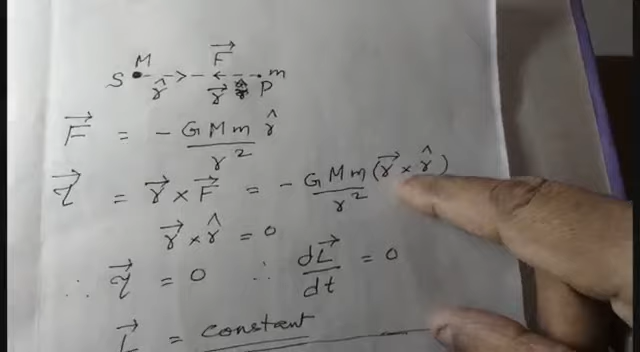 M F⃗ m
S r̂ r⃗ P
F⃗ = - GMm/r² r̂
τ⃗ = r⃗ × F⃗ = - GMm/r² (r⃗ × r̂)
r⃗ × r̂ = 0
∴ τ⃗ = 0 ∴ dL⃗/dt = 0
L⃗ = constant